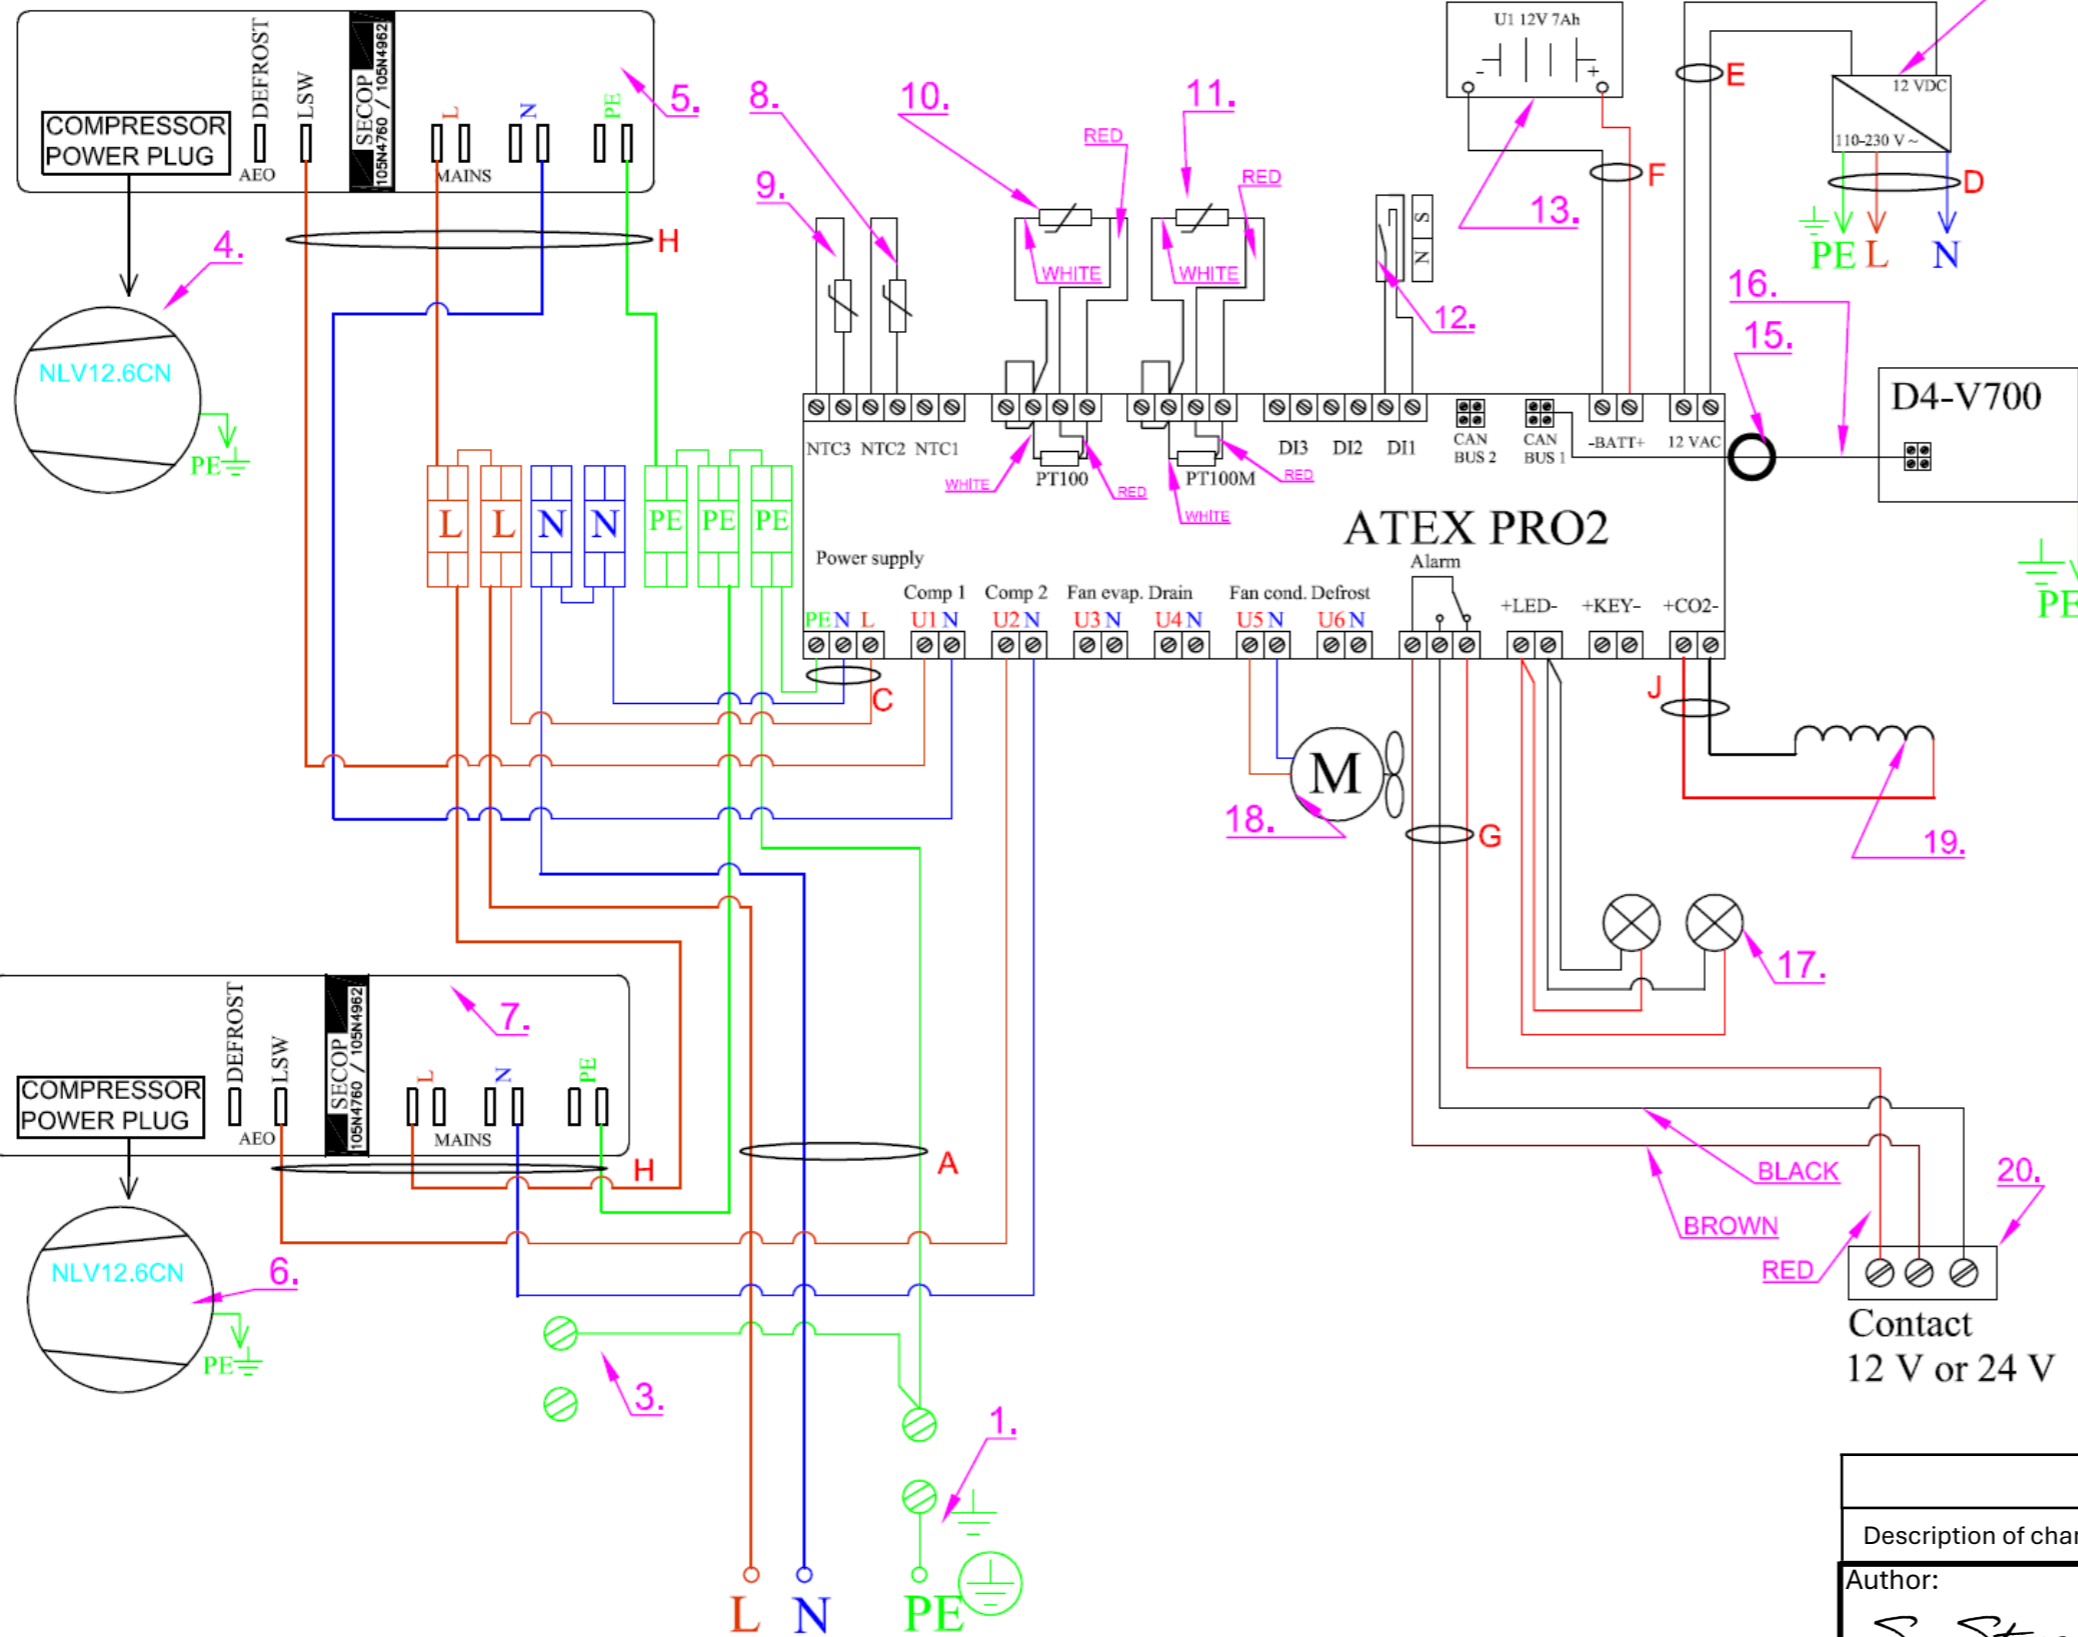 DEFROST
LSW
COMPRESSOR
POWER PLUG
AEO
SECOP
105N4760 / 105N4962
L
N
PE
MAINS
5.
H
4.
NLV12.6CN
PE
8.
9.
10.
11.
RED
WHITE
RED
WHITE
12.
S
N
U1 12V 7Ah
-
+
13.
F
E
12 VDC
110-230 V ~
D
PE
L
N
16.
15.
D4-V700
PE
L
L
N
N
PE
PE
PE
NTC3
NTC2
NTC1
PT100
WHITE
RED
PT100M
WHITE
RED
DI3
DI2
DI1
CAN
BUS 2
CAN
BUS 1
-BATT+
12 VAC
ATEX PRO2
Power supply
PE
N
L
Comp 1
U1 N
Comp 2
U2 N
Fan evap.
U3 N
Drain
U4 N
Fan cond.
U5 N
Defrost
U6 N
Alarm
+LED-
+KEY-
+CO2-
C
J
M
18.
G
19.
17.
DEFROST
LSW
COMPRESSOR
POWER PLUG
AEO
SECOP
105N4760 / 105N4962
L
N
PE
MAINS
7.
H
A
NLV12.6CN
6.
PE
3.
1.
BLACK
BROWN
RED
20.
Contact
12 V or 24 V
L
N
PE
Description of char
Author: